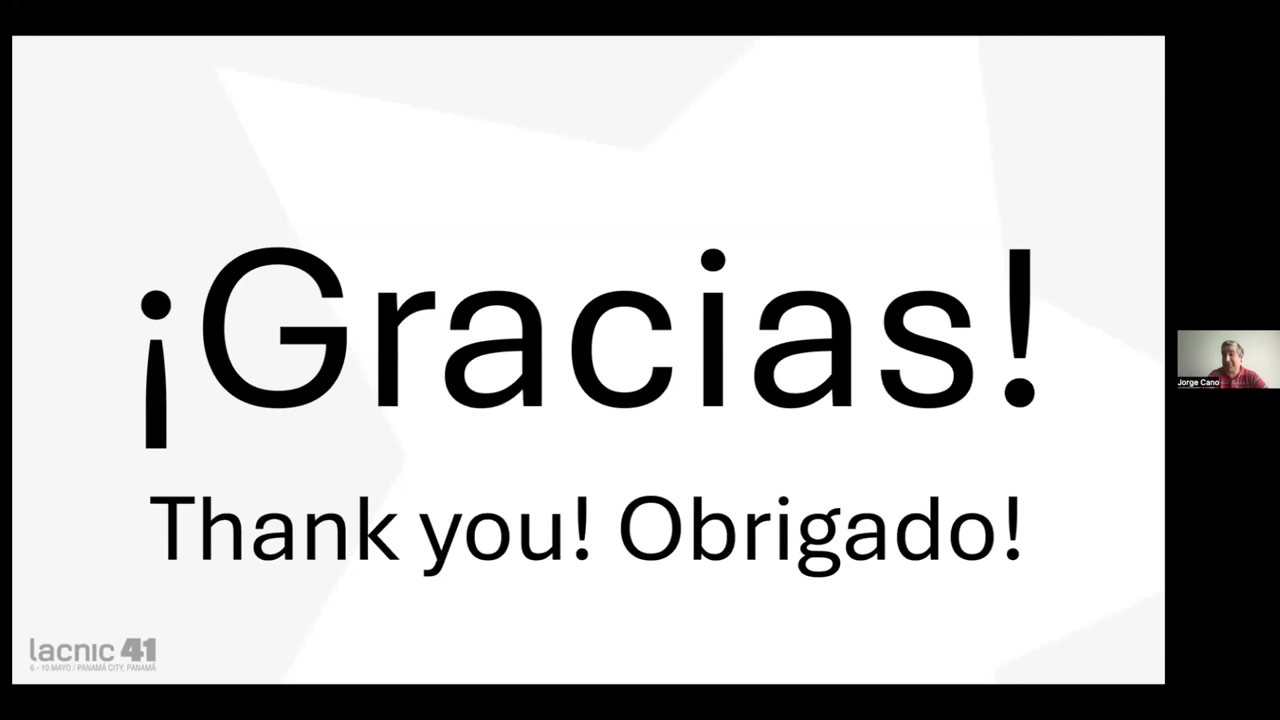 ¡Gracias!
Thank you! Obrigado!
lacnic 41
6 - 10 MAYO / PANAMÁ CITY, PANAMÁ
Jorge Cano